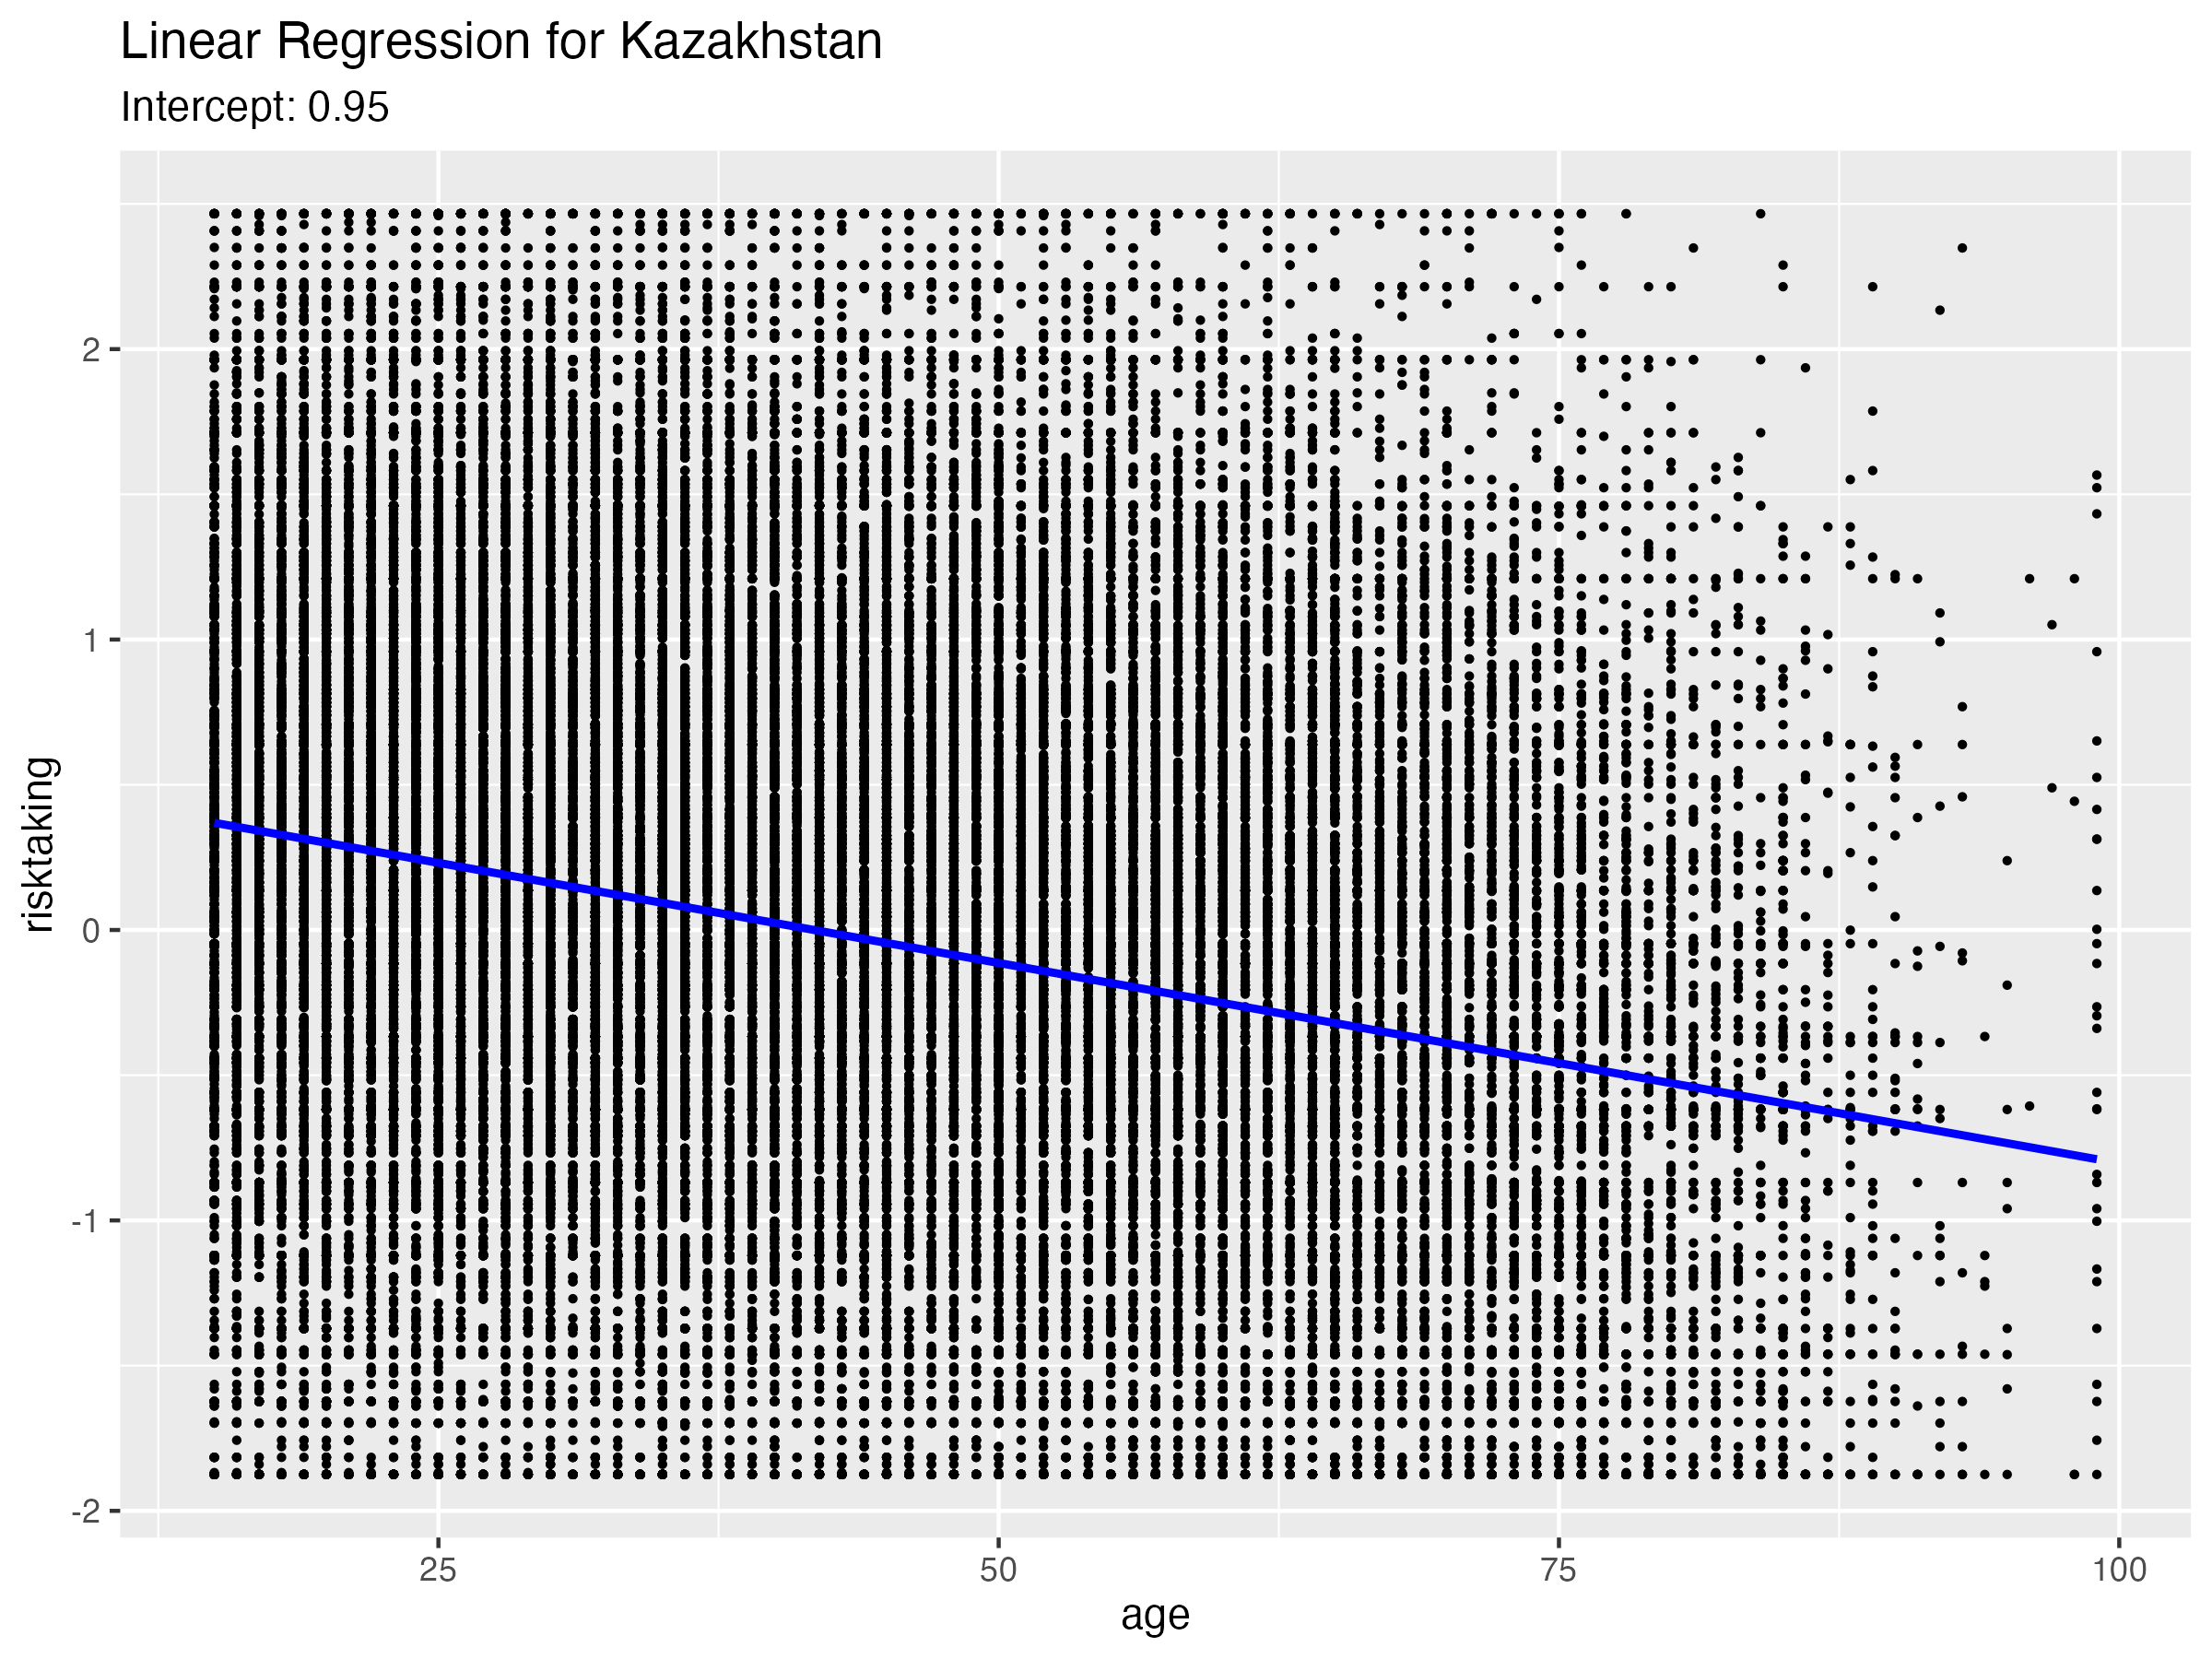 Linear Regression for Kazakhstan
Intercept: 0.95
2
1
0
-1
-2
risktaking
25 50 75 100
age